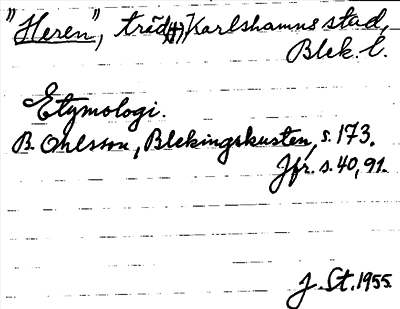 "Heren", träd(g) Karlshamns stad,
Blek. l.
Etymologi.
B. Ohlsson, Blekingskusten, s. 173.
Jfr. s. 40, 91.
J. St. 1955.